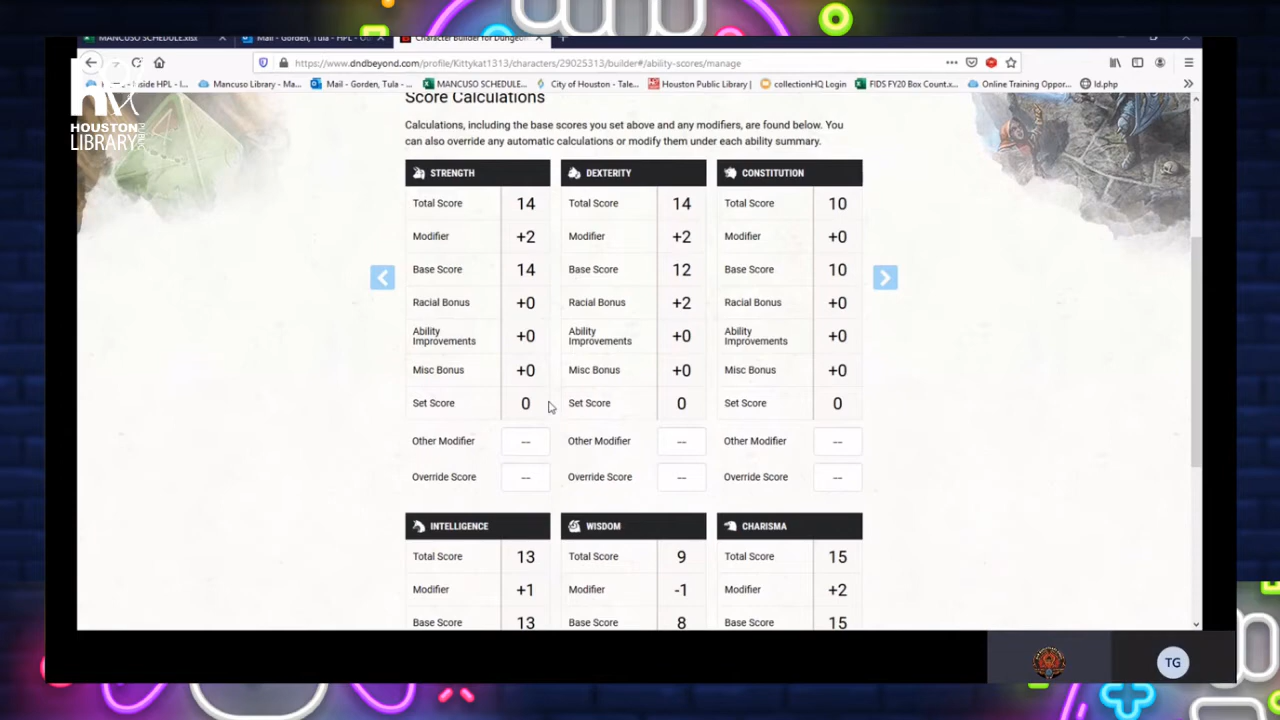 MANCUSO SCHEDULE.xlsx
Mail - Gorden, Tula - HPL - O
Character Builder for Dungeon
https://www.dndbeyond.com/profile/Kittykat1313/characters/29025313/builder#/ability-scores/manage
Inside HPL - I...
Mancuso Library - Ma...
Mail - Gorden, Tula - ...
MANCUSO SCHEDULE...
City of Houston - Tale...
Houston Public Library |
collectionHQ Login
FIDS FY20 Box Count.x...
Online Training Oppor...
ld.php
HOUSTON
PUBLIC
LIBRARY
Score Calculations
Calculations, including the base scores you set above and any modifiers, are found below. You
can also override any automatic calculations or modify them under each ability summary.
STRENGTH DEXTERITY CONSTITUTION
Total Score 14 Total Score 14 Total Score 10
Modifier +2 Modifier +2 Modifier +0
Base Score 14 Base Score 12 Base Score 10
Racial Bonus +0 Racial Bonus +2 Racial Bonus +0
Ability Improvements +0 Ability Improvements +0 Ability Improvements +0
Misc Bonus +0 Misc Bonus +0 Misc Bonus +0
Set Score 0 Set Score 0 Set Score 0
Other Modifier -- Other Modifier -- Other Modifier --
Override Score -- Override Score -- Override Score --
INTELLIGENCE WISDOM CHARISMA
Total Score 13 Total Score 9 Total Score 15
Modifier +1 Modifier -1 Modifier +2
Base Score 13 Base Score 8 Base Score 15
TG